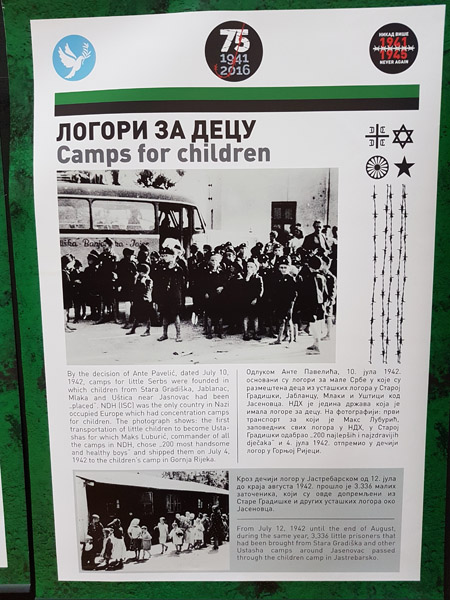 75
1941
2016
НИКАД ВИШЕ
1941
1945
NEVER AGAIN
ЛОГОРИ ЗА ДЕЦУ
Camps for children
By the decision of Ante Pavelić, dated July 10,
1942, camps for little Serbs were founded in
which children from Stara Gradiška, Jablanac,
Mlaka and Uštica near Jasnovac had been
„placed". NDH (ISC) was the only country in Nazi
occupied Europe which had concentration camps
for children. The photograph shows: the first
transportation of little children to become Usta-
shas for which Maks Luburić, commander of all
the camps in NDH, chose „200 most handsome
and healthy boys" and shipped them on July 4,
1942 to the children's camp in Gornja Rijeka.
Одлуком Анте Павелића, 10. јула 1942.
основани су логори за мале Србе у које су
размештена деца из усташких логора у Старој
Градишки, Јабланцу, Млаки и Уштици код
Јасеновца. НДХ је једина држава која је
имала логоре за децу. На фотографији: први
транспорт за који је Макс Лубурић,
заповедник свих логора у НДХ, у Старој
Градишки одабрао „200 najlepših i najzdravijih
dječaka" и 4. јула 1942. отпремио у дечији
логор у Горњој Ријеци.
Кроз дечији логор у Јастребарском од 12. јула
до краја августа 1942. прошло је 3.336 малих
заточеника, који су овде допремљени из
Старе Градишке и других усташких логора око
Јасеновца.
From July 12, 1942 until the end of August,
during the same year, 3,336 little prisoners that
had been brought from Stara Gradiška and other
Ustasha camps around Jasenovac passed
through the children camp in Jastrebarsko.